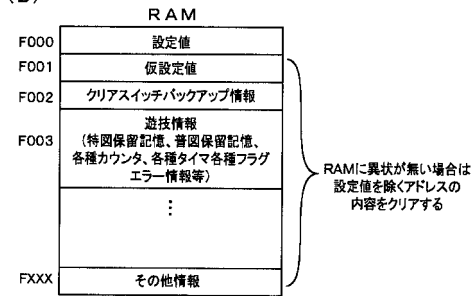 RAM
F000 設定値
F001 仮設定値
F002 クリアスイッチバックアップ情報
F003 遊技情報
(特図保留記憶、普図保留記憶、
各種カウンタ、各種タイマ各種フラグ
エラー情報等)
⋮
FXXX その他情報
RAMに異状が無い場合は
設定値を除くアドレスの
内容をクリアする